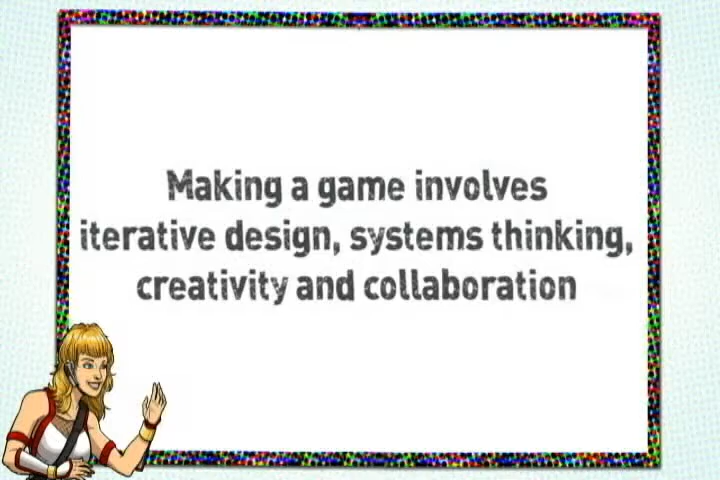 Making a game involves
iterative design, systems thinking,
creativity and collaboration